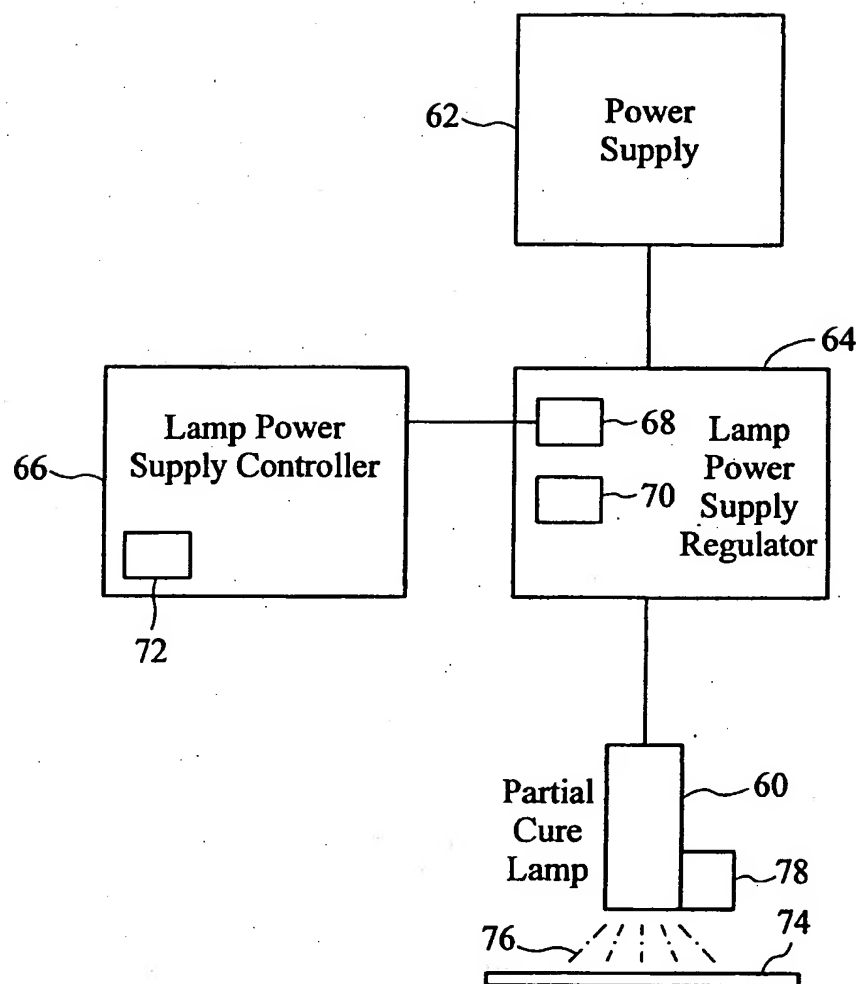 62
Power
Supply
64
66
Lamp Power
Supply Controller
68
70
Lamp
Power
Supply
Regulator
72
Partial
Cure
Lamp
60
78
76
74